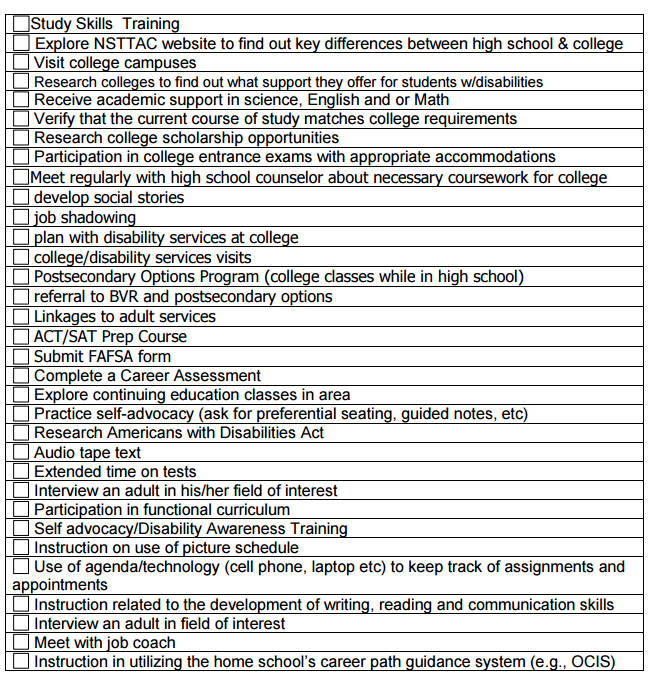 Study Skills  Training
Explore NSTTAC website to find out key differences between high school & college
Visit college campuses
Research colleges to find out what support they offer for students w/disabilities
Receive academic support in science, English and or Math
Verify that the current course of study matches college requirements
Research college scholarship opportunities
Participation in college entrance exams with appropriate accommodations
Meet regularly with high school counselor about necessary coursework for college
develop social stories
job shadowing
plan with disability services at college
college/disability services visits
Postsecondary Options Program (college classes while in high school)
referral to BVR and postsecondary options
Linkages to adult services
ACT/SAT Prep Course
Submit FAFSA form
Complete a Career Assessment
Explore continuing education classes in area
Practice self-advocacy (ask for preferential seating, guided notes, etc)
Research Americans with Disabilities Act
Audio tape text
Extended time on tests
Interview an adult in his/her field of interest
Participation in functional curriculum
Self advocacy/Disability Awareness Training
Instruction on use of picture schedule
Use of agenda/technology (cell phone, laptop etc) to keep track of assignments and
appointments
Instruction related to the development of writing, reading and communication skills
Interview an adult in field of interest
Meet with job coach
Instruction in utilizing the home school's career path guidance system (e.g., OCIS)